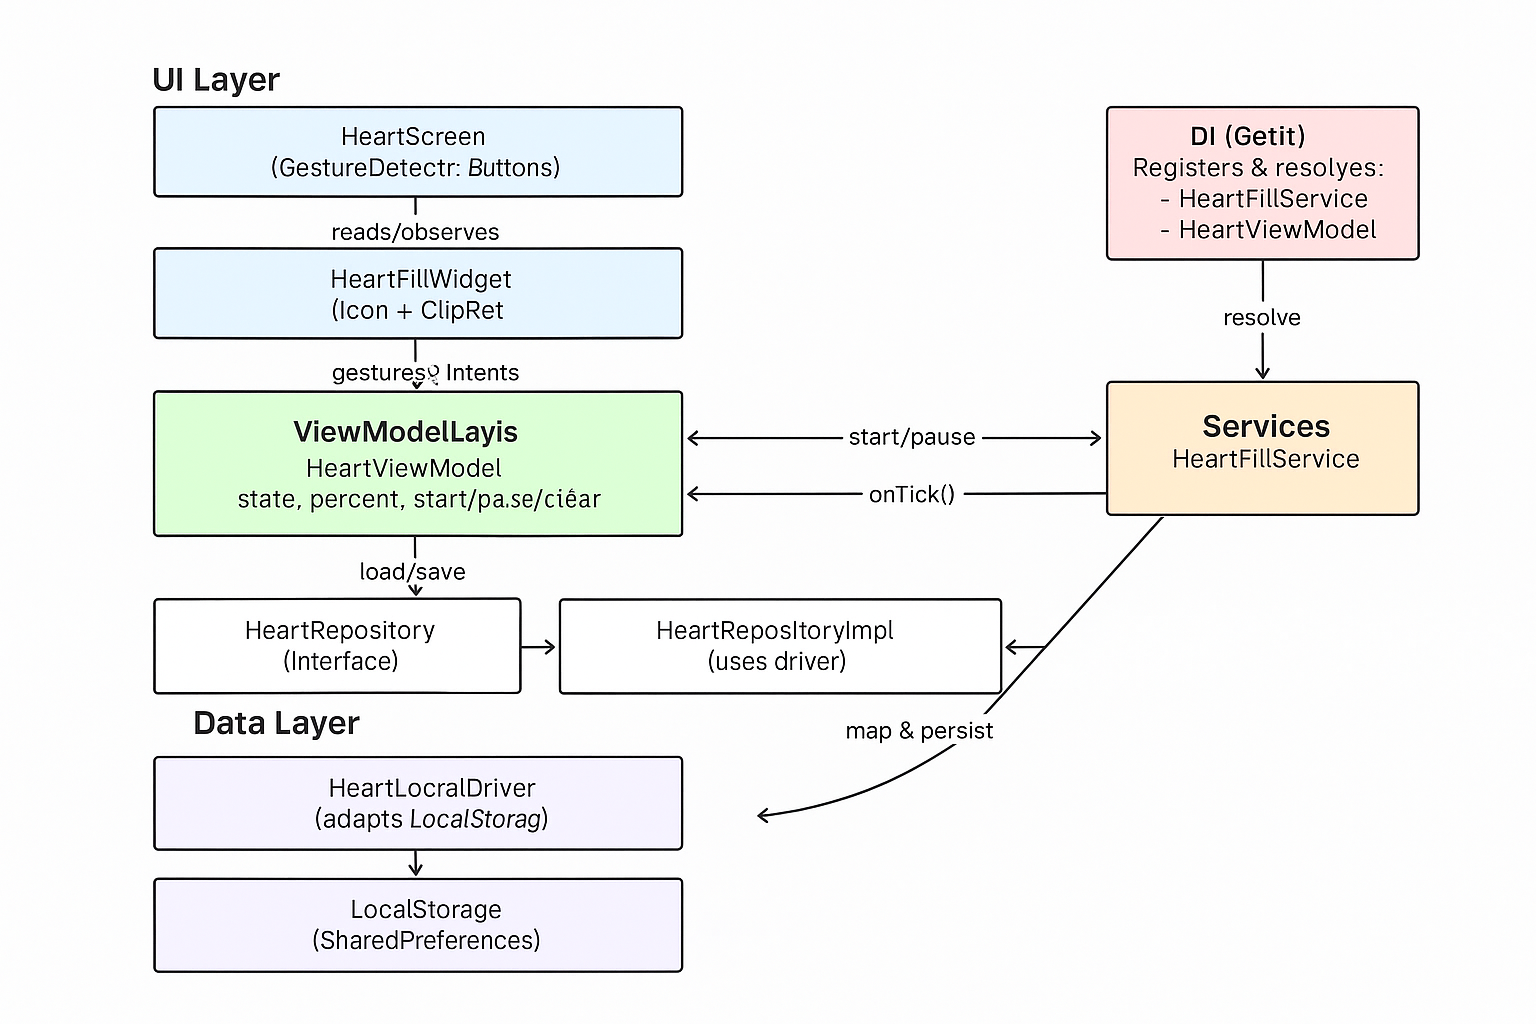 UI Layer
HeartScreen
(GestureDetectr: Buttons)
reads/observes
HeartFillWidget
(Icon + ClipRet
gestures? Intents
ViewModelLayis
HeartViewModel
state, percent, start/pa.se/ciéar
load/save
HeartRepository
(Interface)
HeartReposItoryImpl
(uses driver)
Data Layer
HeartLocralDriver
(adapts LocalStorag)
LocalStorage
(SharedPreferences)
DI (Getit)
Registers & resolyes:
- HeartFillService
- HeartViewModel
resolve
Services
HeartFillService
start/pause
onTick()
map & persist